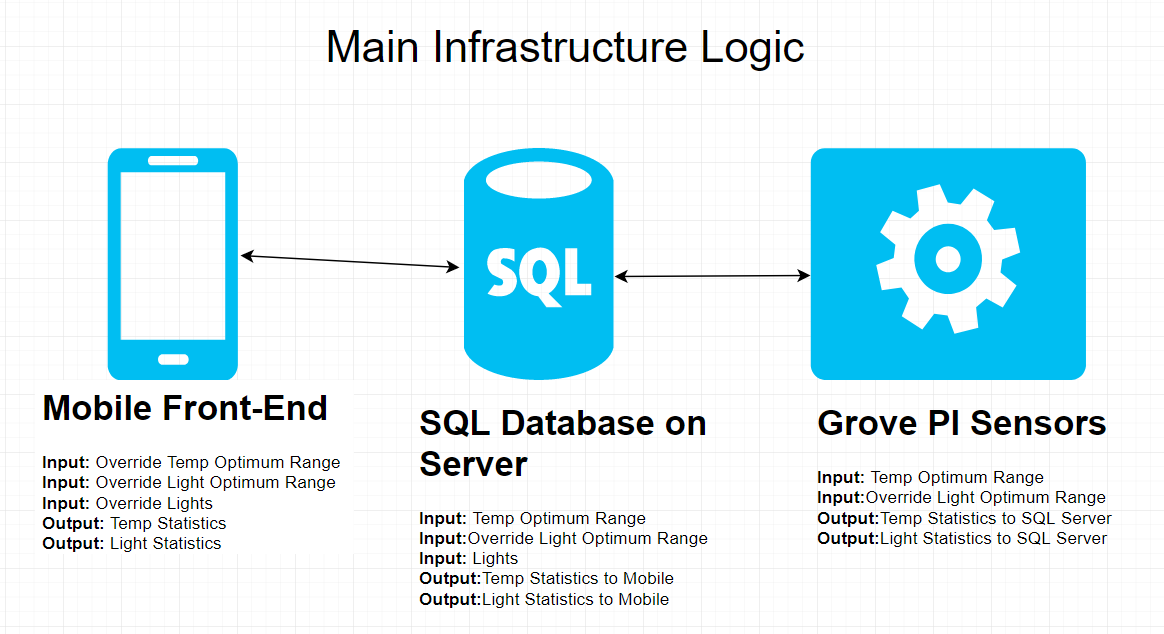 Main Infrastructure Logic
SQL
Mobile Front-End
Input: Override Temp Optimum Range
Input: Override Light Optimum Range
Input: Override Lights
Output: Temp Statistics
Output: Light Statistics
SQL Database on
Server
Input: Temp Optimum Range
Input:Override Light Optimum Range
Input: Lights
Output:Temp Statistics to Mobile
Output:Light Statistics to Mobile
Grove PI Sensors
Input: Temp Optimum Range
Input:Override Light Optimum Range
Output:Temp Statistics to SQL Server
Output:Light Statistics to SQL Server